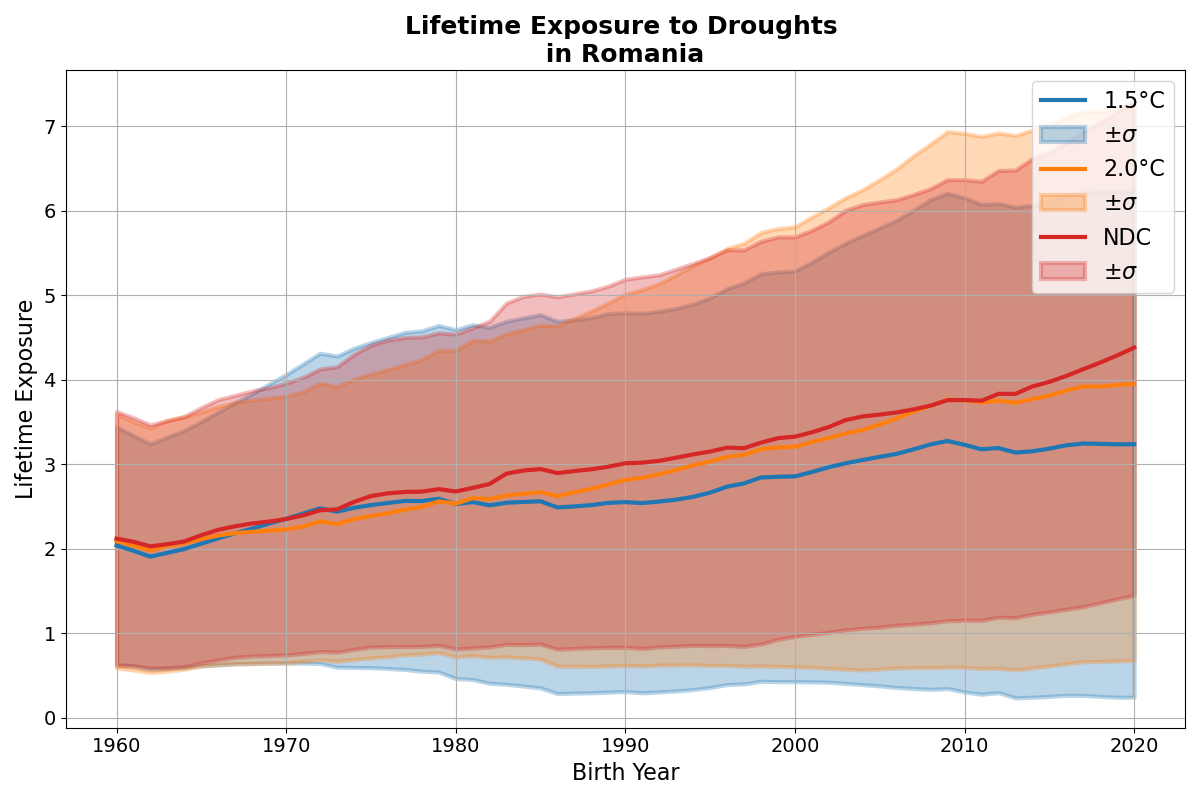 Lifetime Exposure to Droughts
in Romania
Lifetime Exposure
7
6
5
4
3
2
1
0
1960 1970 1980 1990 2000 2010 2020
Birth Year
1.5°C
±σ
2.0°C
±σ
NDC
±σ